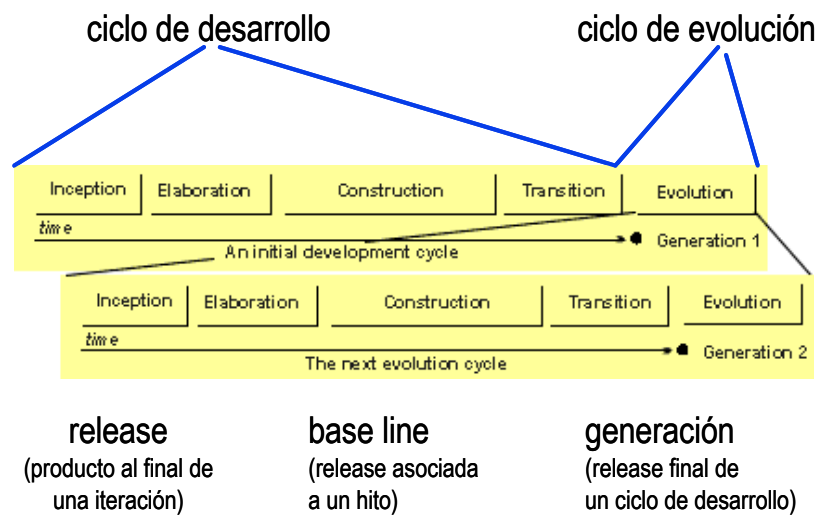 ciclo de desarrollo ciclo de evolución
Inception Elaboration Construction Transition Evolution
time
An initial development cycle Generation 1
Inception Elaboration Construction Transition Evolution
time
The next evolution cycle Generation 2
release base line generación
(producto al final de (release asociada (release final de
una iteración) a un hito) un ciclo de desarrollo)